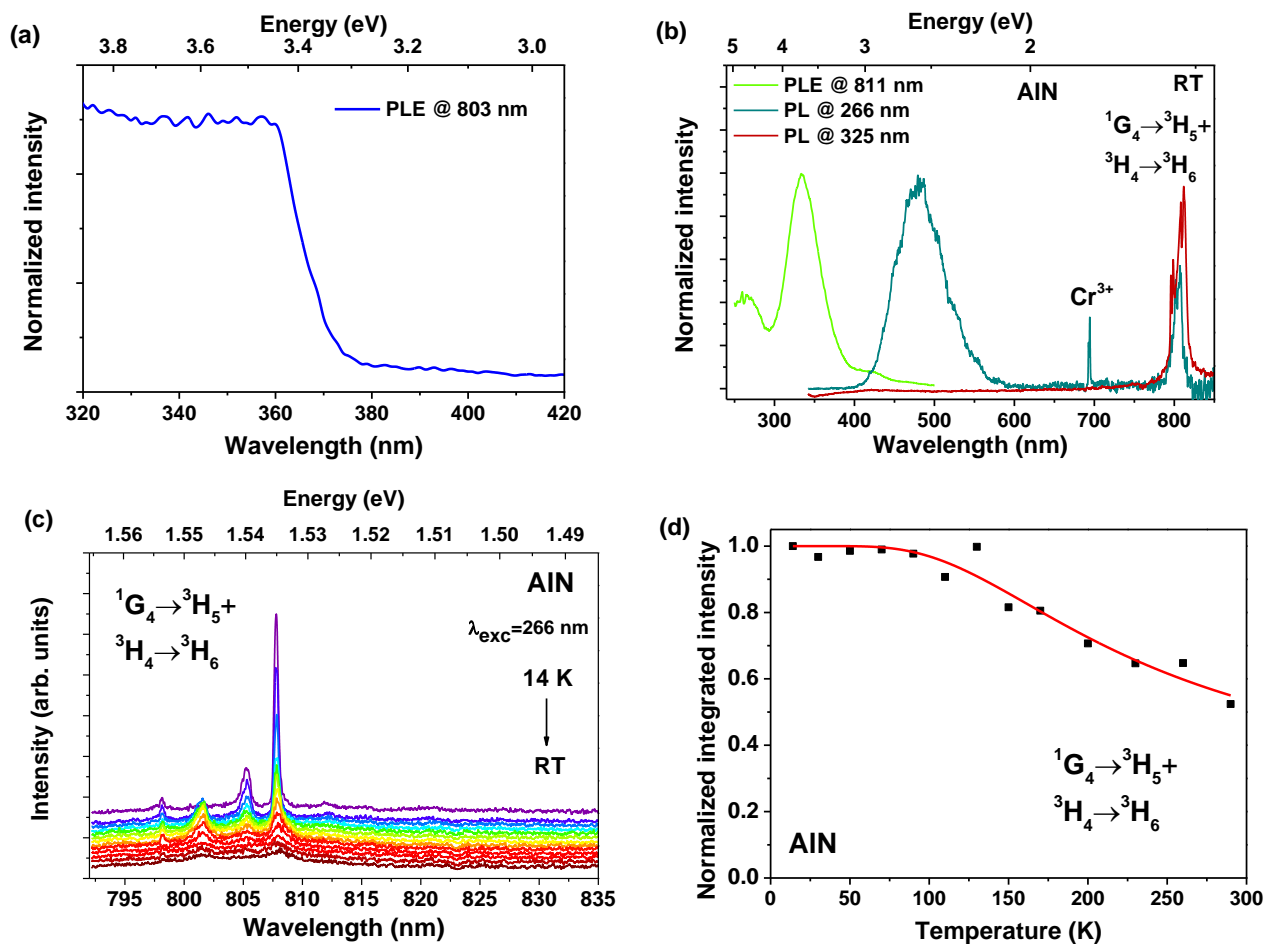 (a)
Energy (eV)
3.8 3.6 3.4 3.2 3.0
PLE @ 803 nm
Normalized intensity
320 340 360 380 400 420
Wavelength (nm)
(b)
Energy (eV)
5 4 3 2
PLE @ 811 nm
PL @ 266 nm
PL @ 325 nm
AlN
RT
¹G₄→³H₅+
³H₄→³H₆
Cr³⁺
Normalized intensity
300 400 500 600 700 800
Wavelength (nm)
(c)
Energy (eV)
1.56 1.55 1.54 1.53 1.52 1.51 1.50 1.49
¹G₄→³H₅+
³H₄→³H₆
AlN
λexc=266 nm
14 K
RT
Intensity (arb. units)
795 800 805 810 815 820 825 830 835
Wavelength (nm)
(d)
Normalized integrated intensity
1.0
0.8
0.6
0.4
0.2
0.0
¹G₄→³H₅+
³H₄→³H₆
AlN
0 50 100 150 200 250 300
Temperature (K)